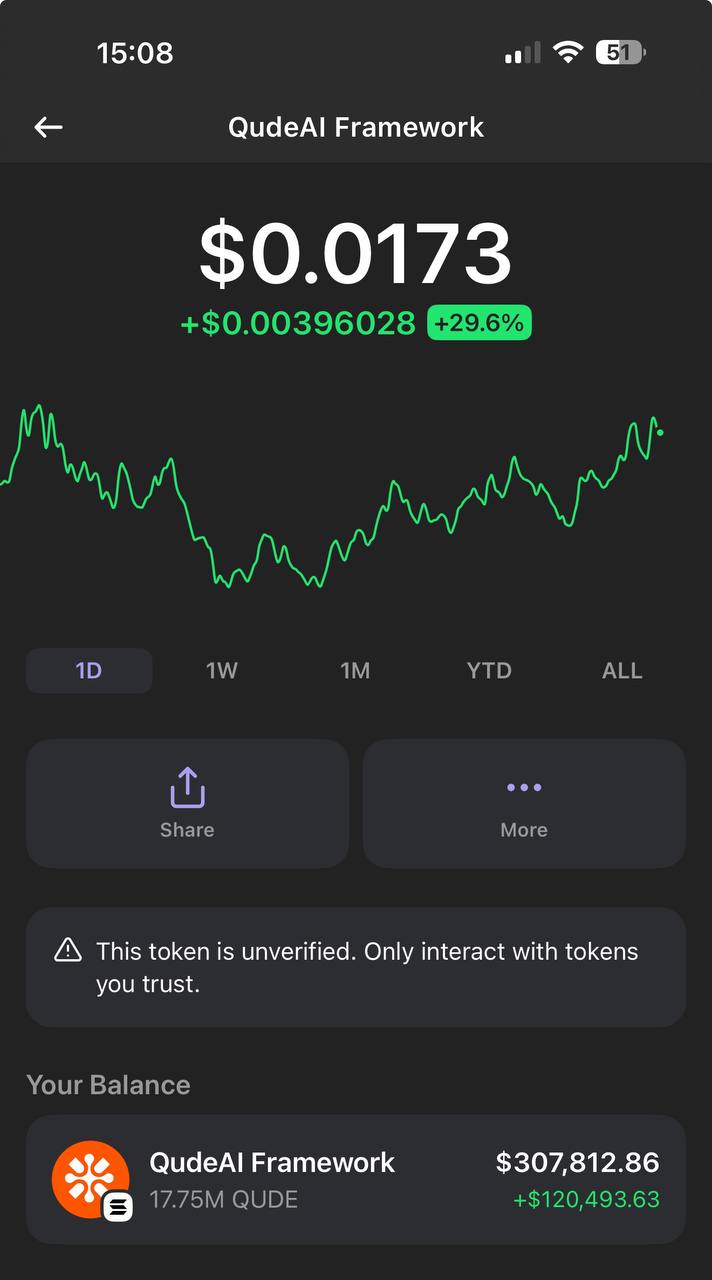 15:08
51
QudeAI Framework
$0.0173
+$0.00396028 +29.6%
1D 1W 1M YTD ALL
Share More
This token is unverified. Only interact with tokens
you trust.
Your Balance
QudeAI Framework $307,812.86
17.75M QUDE +$120,493.63